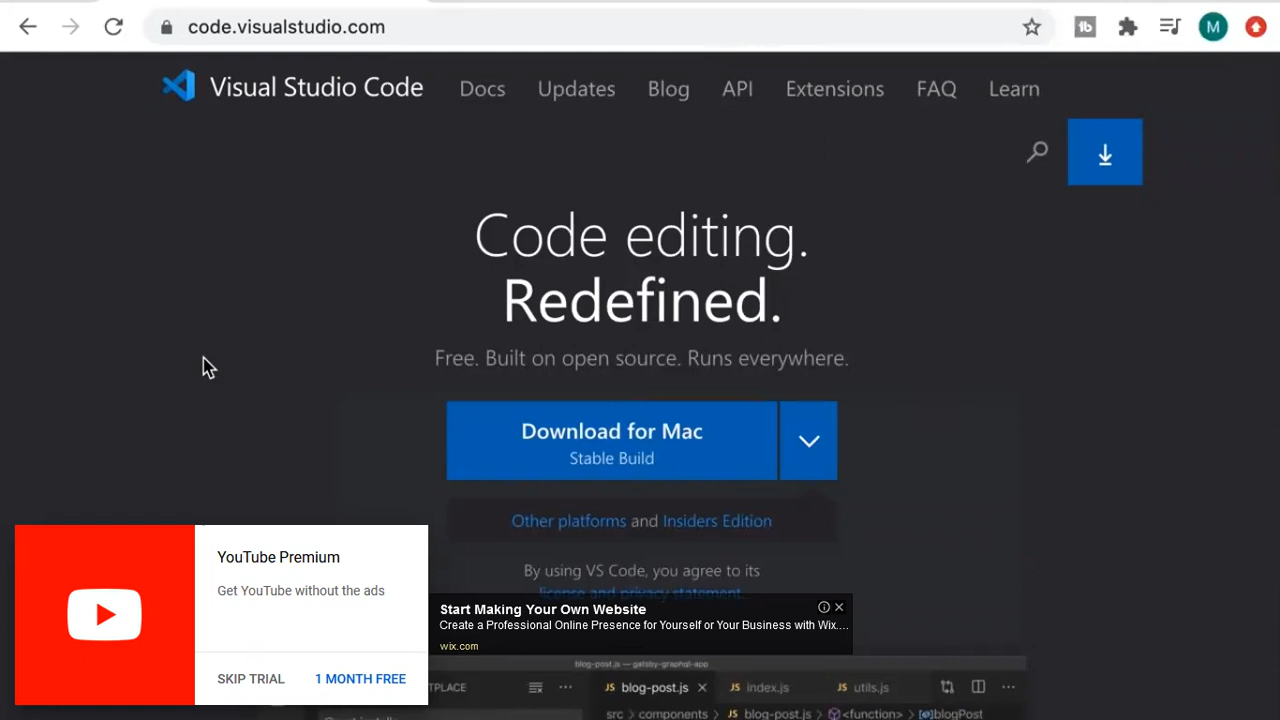 code.visualstudio.com
M
Visual Studio Code Docs Updates Blog API Extensions FAQ Learn
Code editing.
Redefined.
Free. Built on open source. Runs everywhere.
Download for Mac
Stable Build
Other platforms and Insiders Edition
By using VS Code, you agree to its
license and privacy statement.
YouTube Premium
Get YouTube without the ads
SKIP TRIAL 1 MONTH FREE
Start Making Your Own Website
Create a Professional Online Presence for Yourself or Your Business with Wix....
wix.com
blog-post.js — gatsby-graphql-app
TPLACE JS blog-post.js JS index.js JS utils.js
src > components > JS blog-post.js > <function> > blogPost